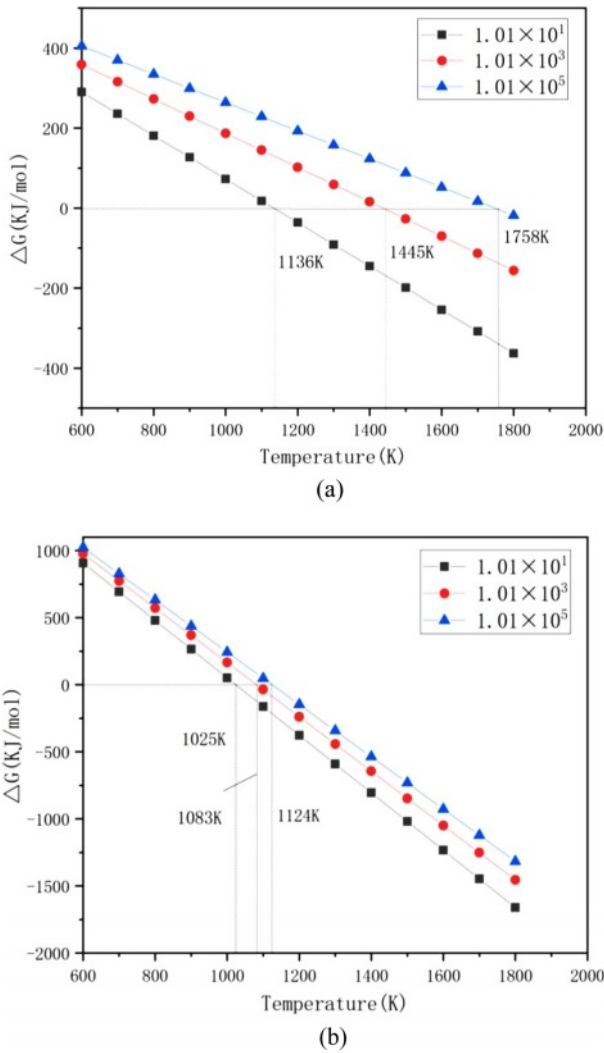 1.01×10¹
1.01×10³
1.01×10⁵
400
200
0
-200
-400
△G(KJ/mol)
1136K
1445K
1758K
600
800
1000
1200
1400
1600
1800
2000
Temperature(K)
(a)
1.01×10¹
1.01×10³
1.01×10⁵
1000
500
0
-500
-1000
-1500
-2000
△G(KJ/mol)
1025K
1083K
1124K
600
800
1000
1200
1400
1600
1800
2000
Temperature(K)
(b)